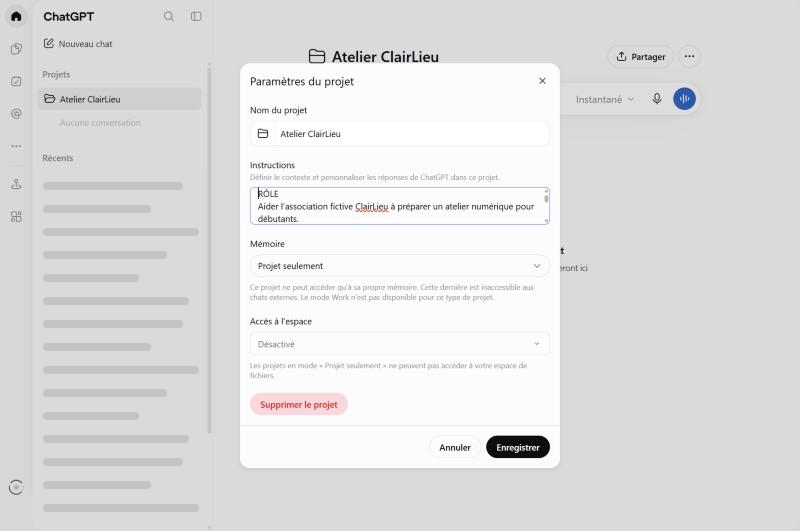 ChatGPT
Nouveau chat
Projets
Atelier ClairLieu
Aucune conversation
Récents
Atelier ClairLieu
Partager
Instantané
Paramètres du projet
Nom du projet
Atelier ClairLieu
Instructions
Définir le contexte et personnaliser les réponses de ChatGPT dans ce projet.
RÔLE
Aider l'association fictive ClairLieu à préparer un atelier numérique pour
débutants.
Mémoire
Projet seulement
Ce projet ne peut accéder qu'à sa propre mémoire. Cette dernière est inaccessible aux
chats externes. Le mode Work n'est pas disponible pour ce type de projet.
Accès à l'espace
Désactivé
Les projets en mode « Projet seulement » ne peuvent pas accéder à votre espace de
fichiers.
Supprimer le projet
Annuler
Enregistrer
t
eront ici